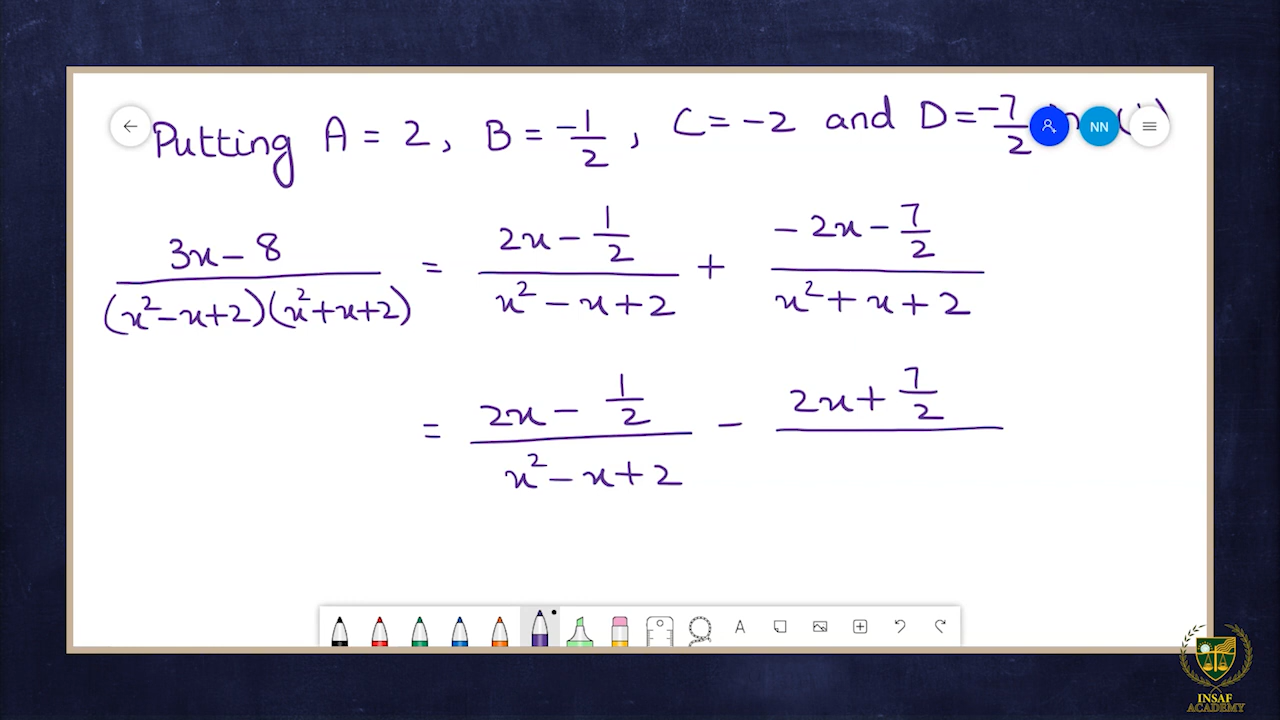 Putting A = 2, B = -1/2, C = -2 and D = -7/2
NN
(3x - 8)/((x² - x + 2)(x² + x + 2)) = (2x - 1/2)/(x² - x + 2) + (-2x - 7/2)/(x² + x + 2)
= (2x - 1/2)/(x² - x + 2) - (2x + 7/2)/
A
INSAF
ACADEMY